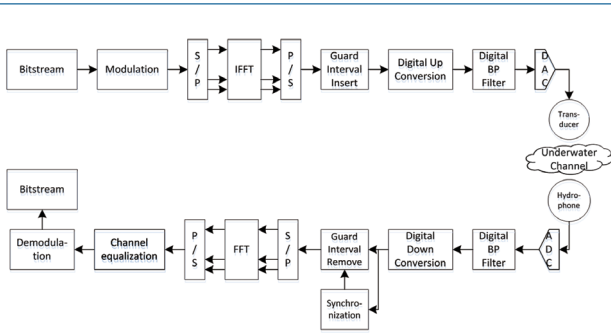 Bitstream
Modulation
S
/
P
IFFT
P
/
S
Guard
Interval
Insert
Digital Up
Conversion
Digital
BP
Filter
D
A
C
Trans-
ducer
Underwater
Channel
Hydro-
phone
A
D
C
Digital
BP
Filter
Digital
Down
Conversion
Guard
Interval
Remove
Synchro-
nization
S
/
P
FFT
P
/
S
Channel
equalization
Demodula-
tion
Bitstream